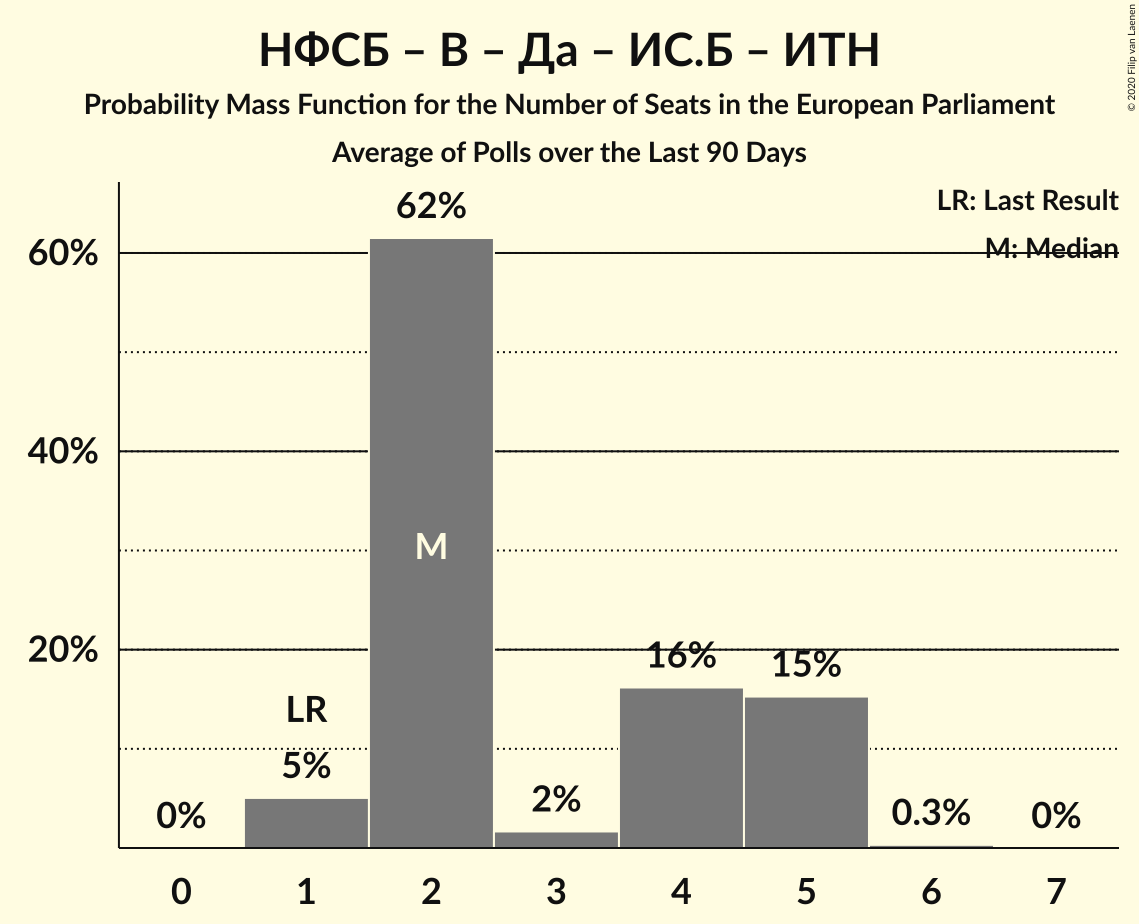 НФСБ – В – Да – ИС.Б – ИТН
Probability Mass Function for the Number of Seats in the European Parliament
Average of Polls over the Last 90 Days
© 2020 Filip van Laenen
LR: Last Result
M: Median
60%
40%
20%
0%
LR
5%
62%
M
2%
16%
15%
0.3%
0%
0 1 2 3 4 5 6 7